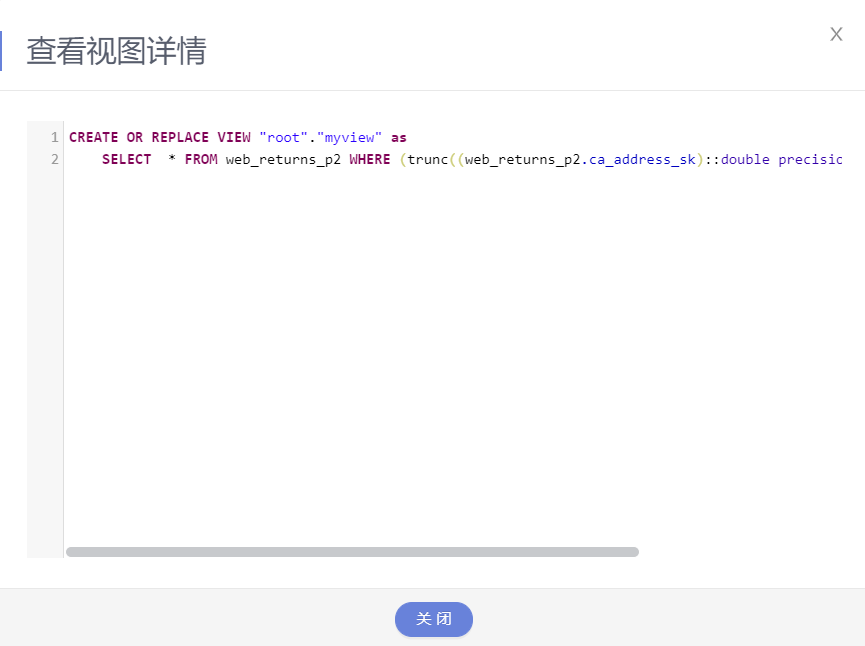 查看视图详情
X
1 CREATE OR REPLACE VIEW "root"."myview" as
2     SELECT  * FROM web_returns_p2 WHERE (trunc((web_returns_p2.ca_address_sk)::double precisic
关 闭